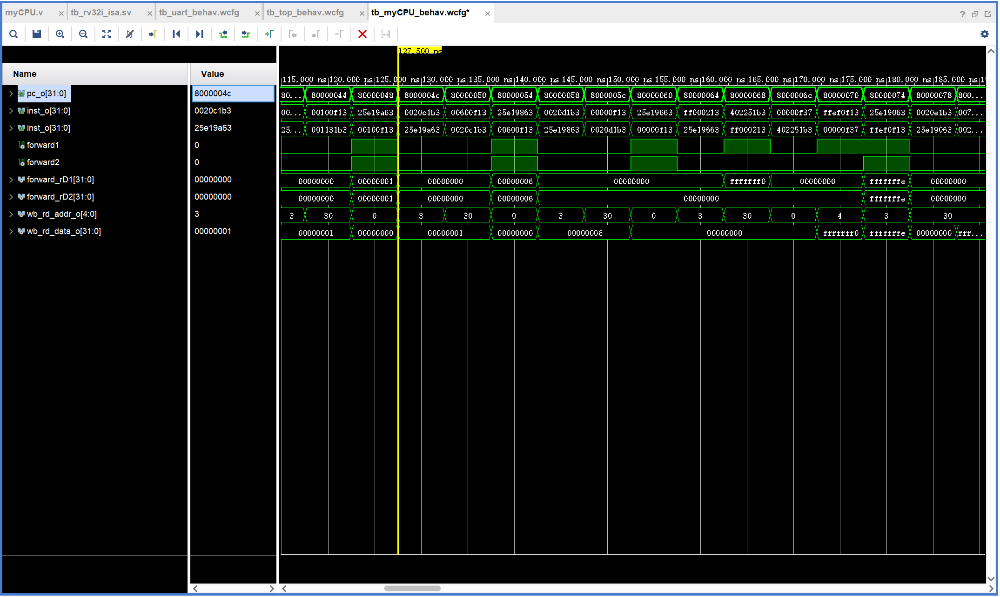 myCPU.v × tb_rv32i_isa.sv × tb_uart_behav.wcfg × tb_top_behav.wcfg × tb_myCPU_behav.wcfg* ×
127.500 ns
Name Value
115.000 ns 120.000 ns 125.000 ns 130.000 ns 135.000 ns 140.000 ns 145.000 ns 150.000 ns 155.000 ns 160.000 ns 165.000 ns 170.000 ns 175.000 ns 180.000 ns 185.000 ns
pc_o[31:0] 8000004c 80... 80000044 80000048 8000004c 80000050 80000054 80000058 8000005c 80000060 80000064 80000068 8000006c 80000070 80000074 80000078 800...
inst_o[31:0] 0020c1b3 00... 00100f13 25e19a63 0020c1b3 00600f13 25e19863 0020d1b3 00000f13 25e19663 ff000213 402251b3 00000f37 ffef0f13 25e19063 0020e1b3 007...
inst_o[31:0] 25e19a63 25... 001131b3 00100f13 25e19a63 0020c1b3 00600f13 25e19863 0020d1b3 00000f13 25e19663 ff000213 402251b3 00000f37 ffef0f13 25e19063 002...
forward1 0
forward2 0
forward_rD1[31:0] 00000000 00000000 00000001 00000000 00000006 00000000 fffffff0 00000000 fffffffe 00000000
forward_rD2[31:0] 00000000 00000000 00000001 00000000 00000006 00000000 fffffffe 00000000
wb_rd_addr_o[4:0] 3 3 30 0 3 30 0 3 30 0 3 30 0 4 3 30
wb_rd_data_o[31:0] 00000001 00000001 00000000 00000001 00000000 00000006 00000000 fffffff0 fffffffe 00000000 fff...